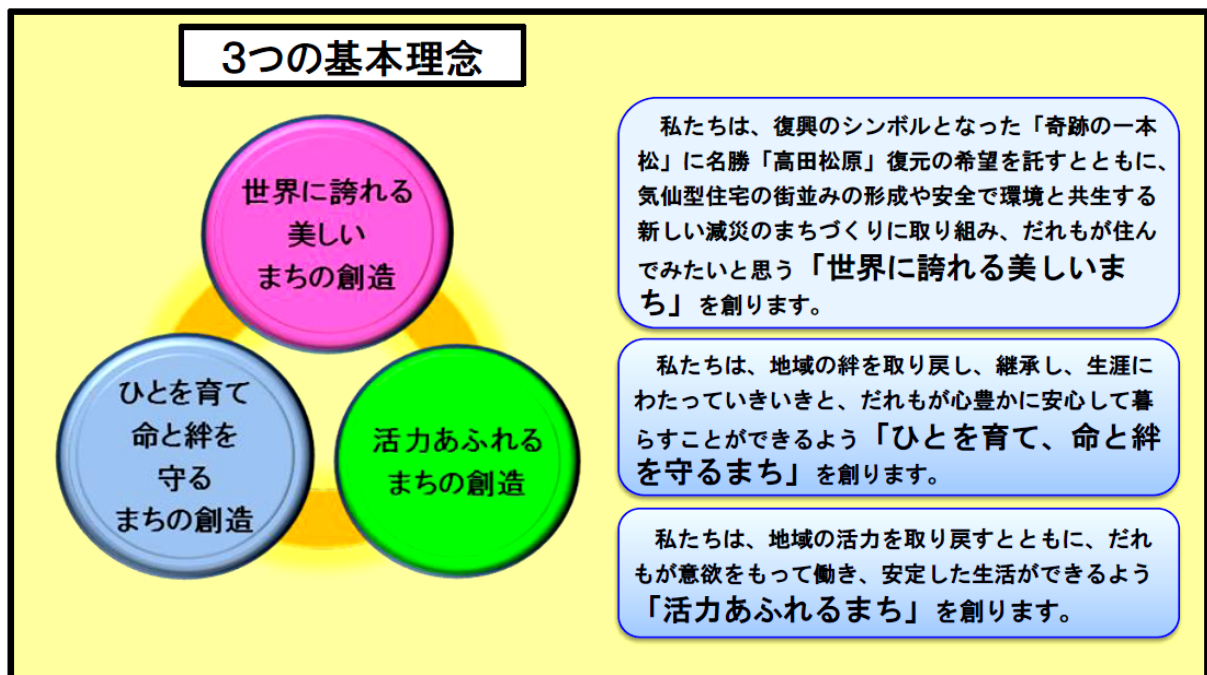 3つの基本理念
世界に誇れる
美しい
まちの創造
ひとを育て
命と絆を
守る
まちの創造
活力あふれる
まちの創造
私たちは、復興のシンボルとなった「奇跡の一本
松」に名勝「高田松原」復元の希望を託すとともに、
気仙型住宅の街並みの形成や安全で環境と共生する
新しい減災のまちづくりに取り組み、だれもが住ん
でみたいと思う「世界に誇れる美しいま
ち」を創ります。
私たちは、地域の絆を取り戻し、継承し、生涯に
わたっていきいきと、だれもが心豊かに安心して暮
らすことができるよう「ひとを育て、命と絆
を守るまち」を創ります。
私たちは、地域の活力を取り戻すとともに、だれ
もが意欲をもって働き、安定した生活ができるよう
「活力あふれるまち」を創ります。